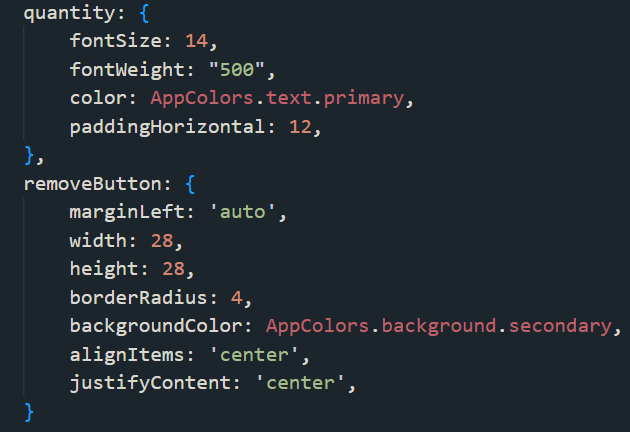 quantity: {
    fontSize: 14,
    fontWeight: "500",
    color: AppColors.text.primary,
    paddingHorizontal: 12,
},
removeButton: {
    marginLeft: 'auto',
    width: 28,
    height: 28,
    borderRadius: 4,
    backgroundColor: AppColors.background.secondary,
    alignItems: 'center',
    justifyContent: 'center',
}